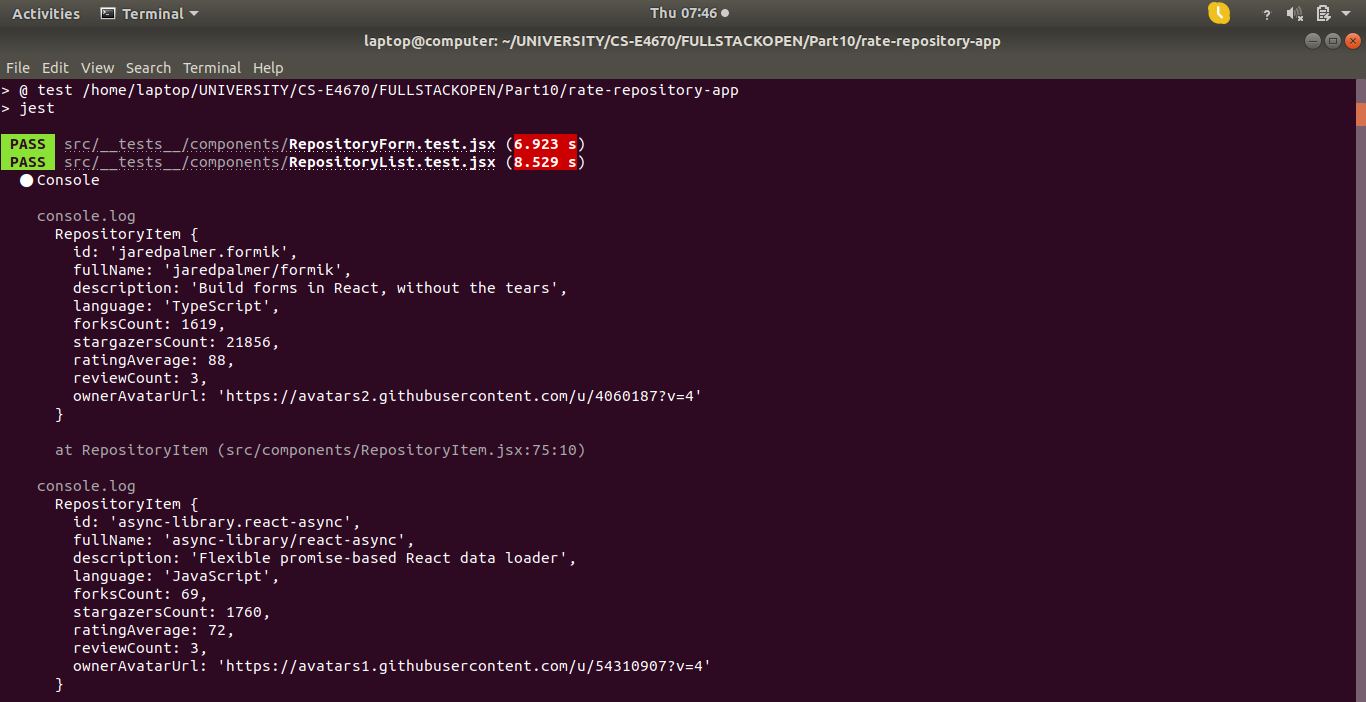 Activities Terminal Thu 07:46
laptop@computer: ~/UNIVERSITY/CS-E4670/FULLSTACKOPEN/Part10/rate-repository-app
File Edit View Search Terminal Help
> @ test /home/laptop/UNIVERSITY/CS-E4670/FULLSTACKOPEN/Part10/rate-repository-app
> jest
PASS src/__tests__/components/RepositoryForm.test.jsx (6.923 s)
PASS src/__tests__/components/RepositoryList.test.jsx (8.529 s)
Console
console.log
RepositoryItem {
id: 'jaredpalmer.formik',
fullName: 'jaredpalmer/formik',
description: 'Build forms in React, without the tears',
language: 'TypeScript',
forksCount: 1619,
stargazersCount: 21856,
ratingAverage: 88,
reviewCount: 3,
ownerAvatarUrl: 'https://avatars2.githubusercontent.com/u/4060187?v=4'
}
at RepositoryItem (src/components/RepositoryItem.jsx:75:10)
console.log
RepositoryItem {
id: 'async-library.react-async',
fullName: 'async-library/react-async',
description: 'Flexible promise-based React data loader',
language: 'JavaScript',
forksCount: 69,
stargazersCount: 1760,
ratingAverage: 72,
reviewCount: 3,
ownerAvatarUrl: 'https://avatars1.githubusercontent.com/u/54310907?v=4'
}